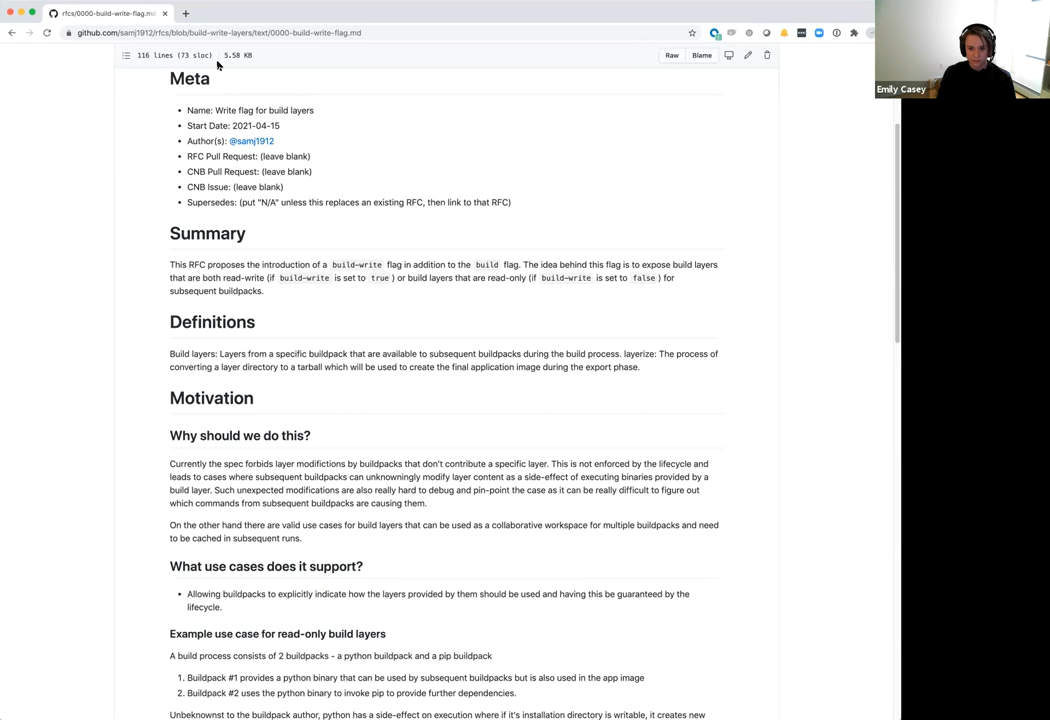 rfcs/0000-build-write-flag.md
github.com/samj1912/rfcs/blob/build-write-layers/text/0000-build-write-flag.md
116 lines (73 sloc) 5.58 KB
Raw Blame
Emily Casey
Meta
• Name: Write flag for build layers
• Start Date: 2021-04-15
• Author(s): @samj1912
• RFC Pull Request: (leave blank)
• CNB Pull Request: (leave blank)
• CNB Issue: (leave blank)
• Supersedes: (put "N/A" unless this replaces an existing RFC, then link to that RFC)
Summary
This RFC proposes the introduction of a build-write flag in addition to the build flag. The idea behind this flag is to expose build layers
that are both read-write (if build-write is set to true ) or build layers that are read-only (if build-write is set to false ) for
subsequent buildpacks.
Definitions
Build layers: Layers from a specific buildpack that are available to subsequent buildpacks during the build process. layerize: The process of
converting a layer directory to a tarball which will be used to create the final application image during the export phase.
Motivation
Why should we do this?
Currently the spec forbids layer modifictions by buildpacks that don't contribute a specific layer. This is not enforced by the lifecycle and
leads to cases where subsequent buildpacks can unknowningly modify layer content as a side-effect of executing binaries provided by a
build layer. Such unexpected modifications are also really hard to debug and pin-point the case as it can be really difficult to figure out
which commands from subsequent buildpacks are causing them.
On the other hand there are valid use cases for build layers that can be used as a collaborative workspace for multiple buildpacks and need
to be cached in subsequent runs.
What use cases does it support?
• Allowing buildpacks to explicitly indicate how the layers provided by them should be used and having this be guaranteed by the
lifecycle.
Example use case for read-only build layers
A build process consists of 2 buildpacks - a python buildpack and a pip buildpack
1. Buildpack #1 provides a python binary that can be used by subsequent buildpacks but is also used in the app image
2. Buildpack #2 uses the python binary to invoke pip to provide further dependencies.
Unbeknownst to the buildpack author, python has a side-effect on execution where if it's installation directory is writable, it creates new